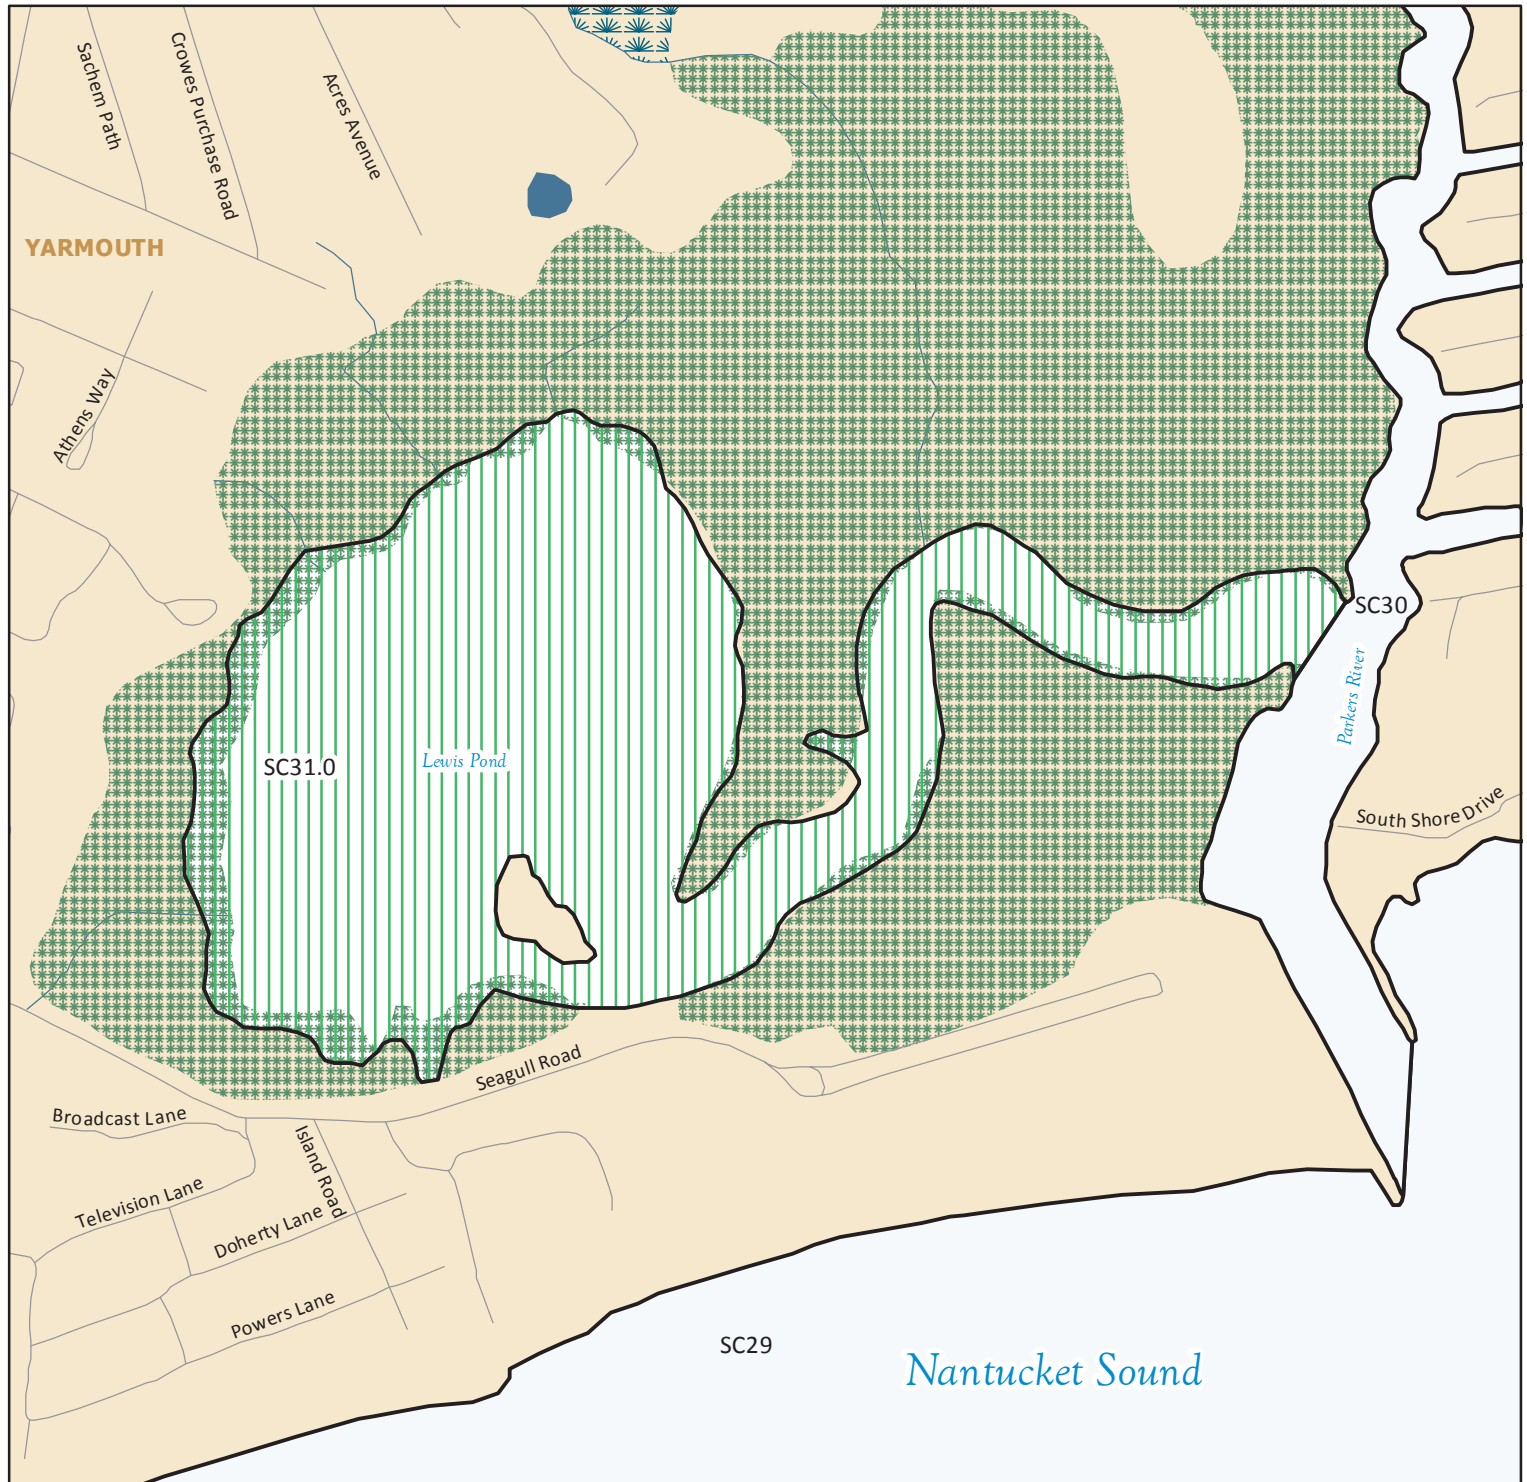 Sachem Path
Crowes Purchase Road
Acres Avenue
YARMOUTH
Athens Way
SC30
Parkers River
SC31.0
Lewis Pond
South Shore Drive
Seagull Road
Broadcast Lane
Island Road
Television Lane
Doherty Lane
Powers Lane
SC29
Nantucket Sound